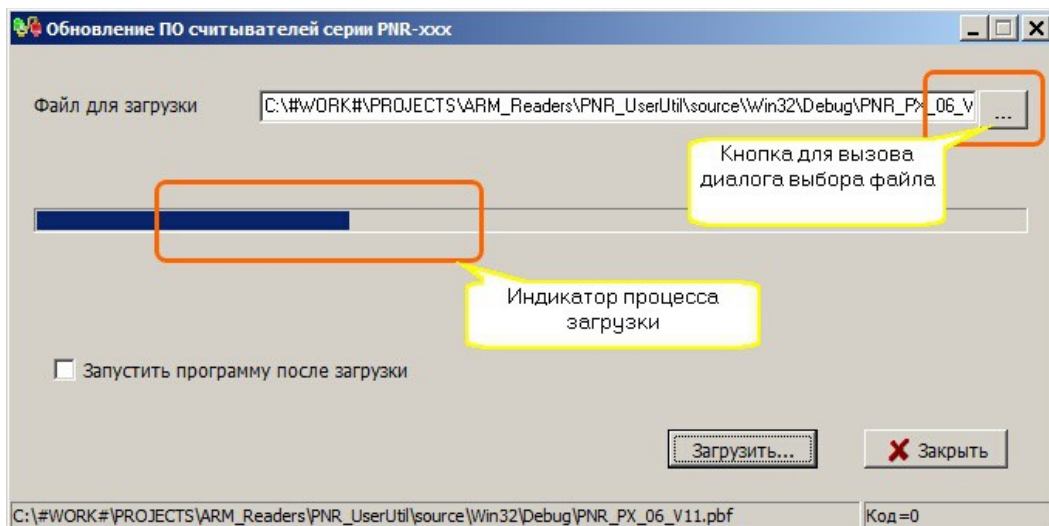 Обновление ПО считывателей серии PNR-xxx
Файл для загрузки C:\#WORK#\PROJECTS\ARM_Readers\PNR_UserUtil\source\Win32\Debug\PNR_PX_06_V ...
Кнопка для вызова
диалога выбора файла
Индикатор процесса
загрузки
Запустить программу после загрузки
Загрузить... Закрыть
C:\#WORK#\PROJECTS\ARM_Readers\PNR_UserUtil\source\Win32\Debug\PNR_PX_06_V11.pbf Код=0